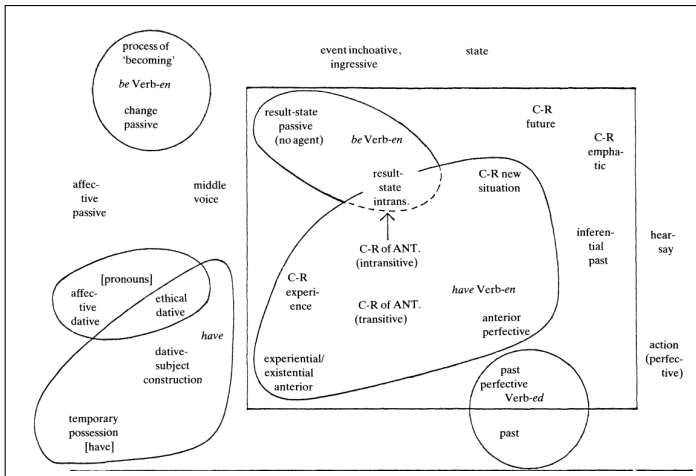 process of
'becoming'
be Verb-en
change
passive
event inchoative,
ingressive
state
result-state
passive
(no agent)
be Verb-en
result-
state
intrans.
C-R
future
C-R
empha-
tic
C-R new
situation
affec-
tive
passive
middle
voice
inferen-
tial
past
hear-
say
C-R of ANT.
(intransitive)
C-R
experi-
ence
C-R of ANT.
(transitive)
have Verb-en
anterior
perfective
[pronouns]
affec-
tive
dative
ethical
dative
have
dative-
subject
construction
experiential/
existential
anterior
action
(perfec-
tive)
past
perfective
Verb-ed
past
temporary
possession
[have]